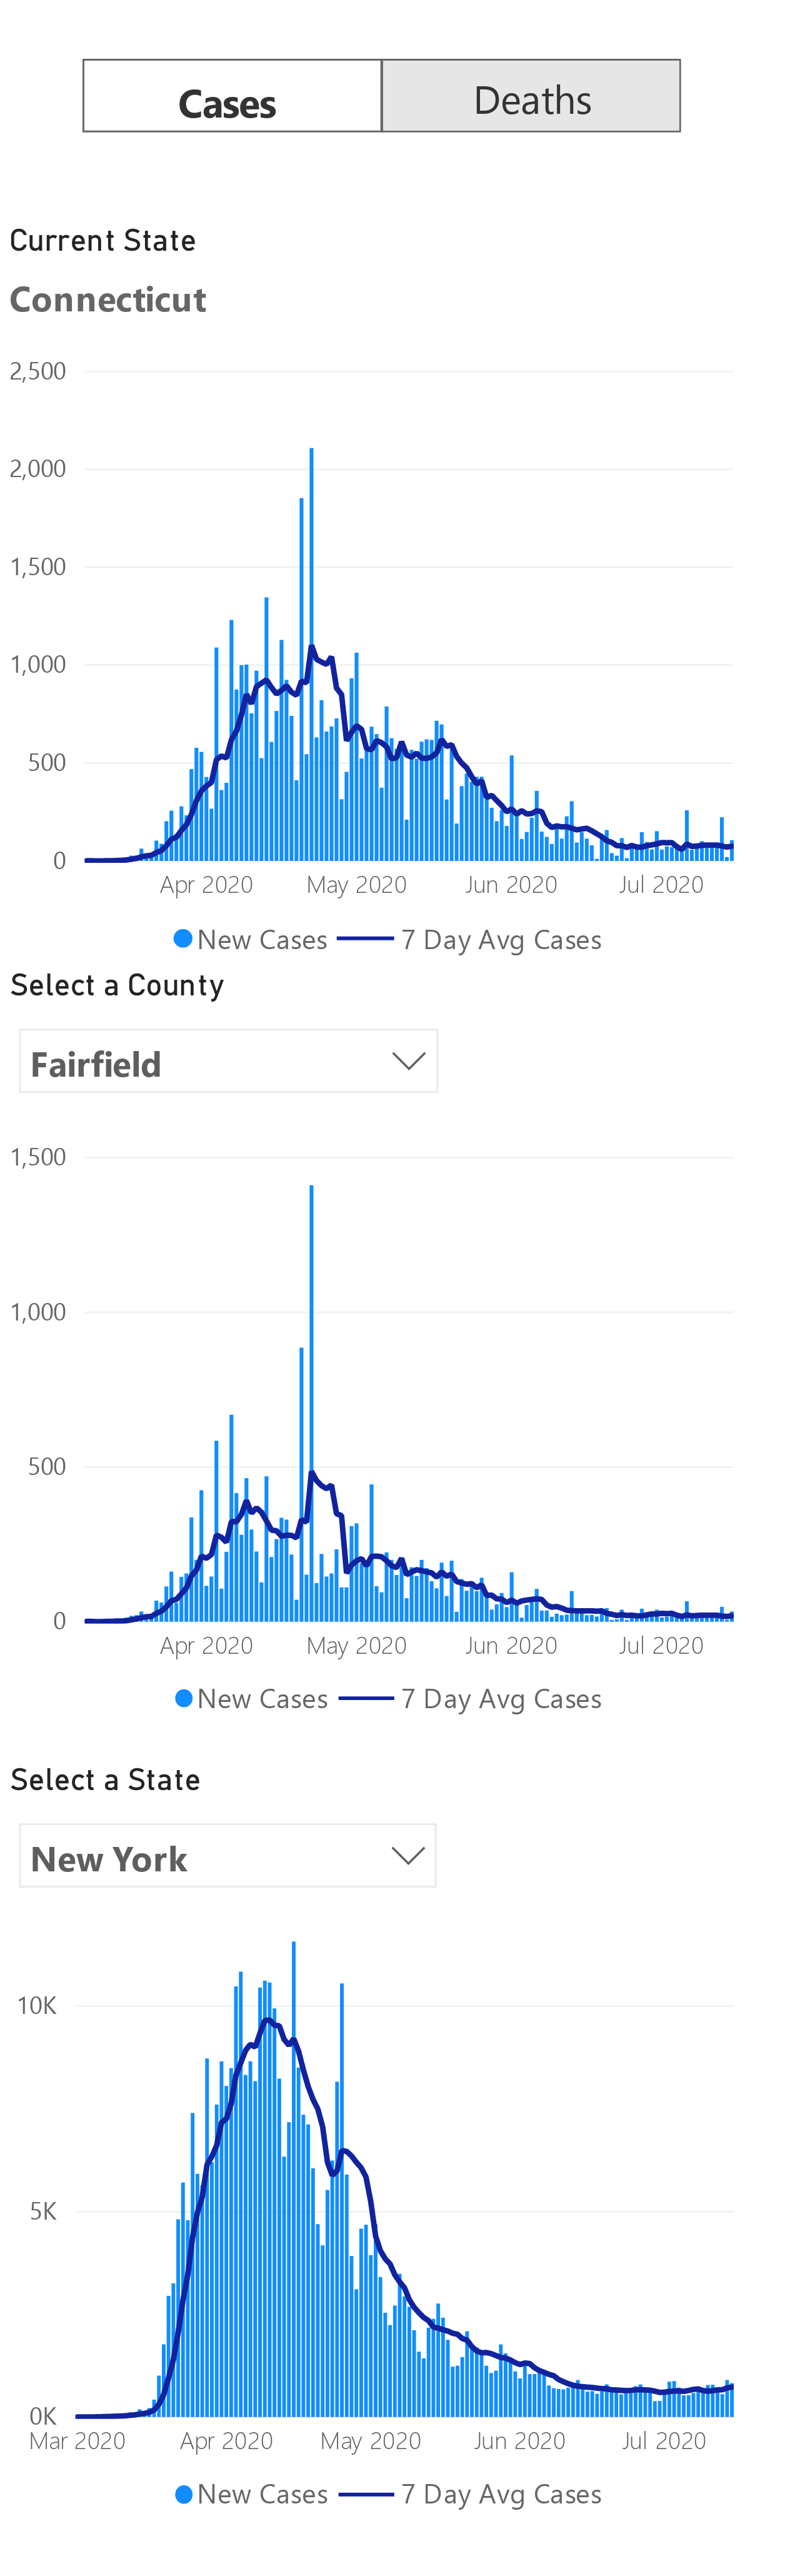 Cases Deaths
Current State
Connecticut
2,500
2,000
1,500
1,000
500
0
Apr 2020 May 2020 Jun 2020 Jul 2020
New Cases 7 Day Avg Cases
Select a County
Fairfield
1,500
1,000
500
0
Apr 2020 May 2020 Jun 2020 Jul 2020
New Cases 7 Day Avg Cases
Select a State
New York
10K
5K
0K
Mar 2020 Apr 2020 May 2020 Jun 2020 Jul 2020
New Cases 7 Day Avg Cases